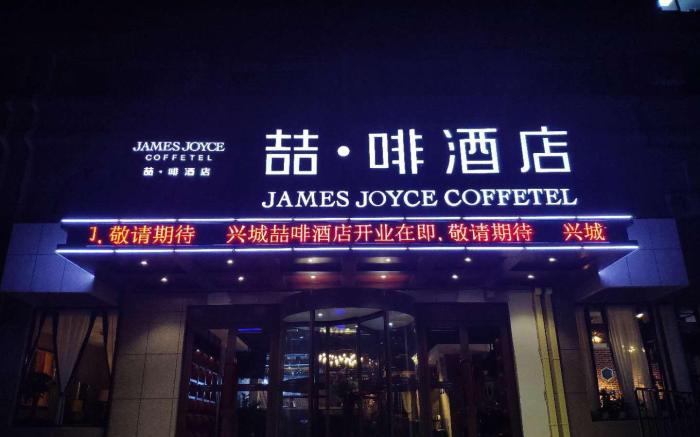 JAMES JOYCE
COFFETEL
喆·啡酒店
喆·啡酒店
JAMES JOYCE COFFETEL
，敬请期待 兴城喆啡酒店开业在即，敬请期待 兴城